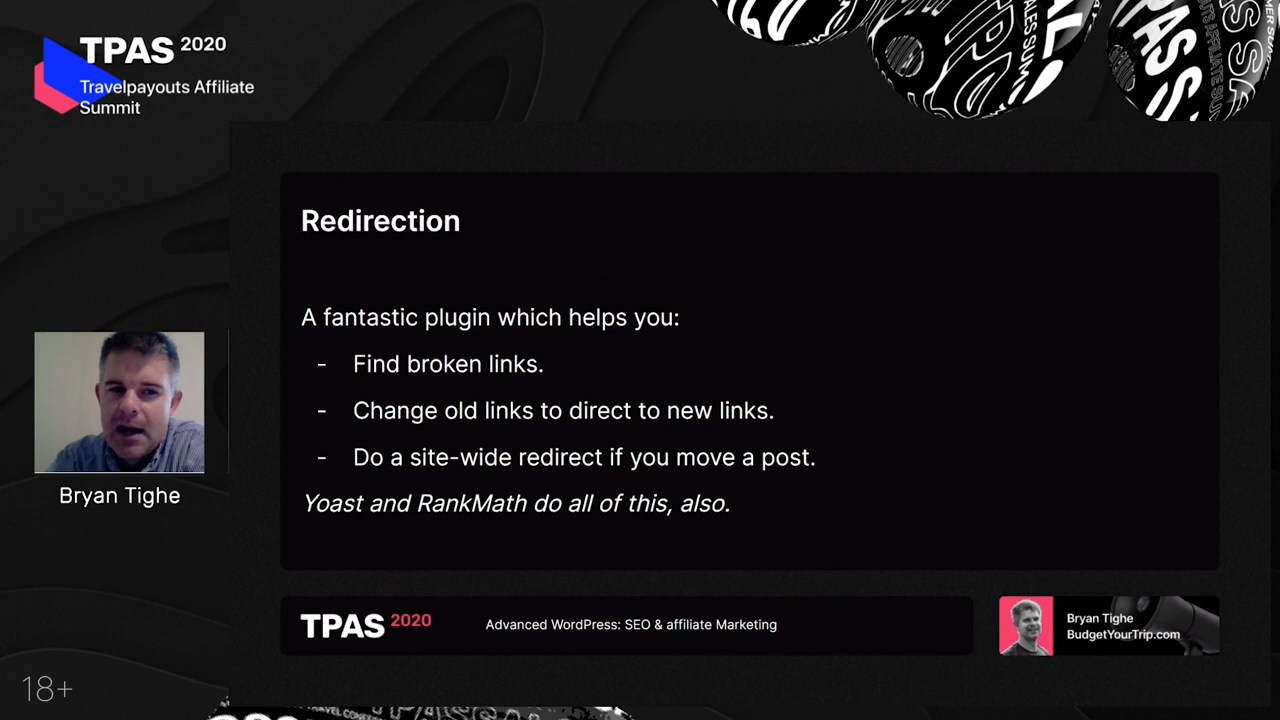 TPAS 2020
Travelpayouts Affiliate
Summit
Redirection
A fantastic plugin which helps you:
- Find broken links.
- Change old links to direct to new links.
- Do a site-wide redirect if you move a post.
Yoast and RankMath do all of this, also.
Bryan Tighe
TPAS 2020
Advanced WordPress: SEO & affiliate Marketing
Bryan Tighe
BudgetYourTrip.com
18+